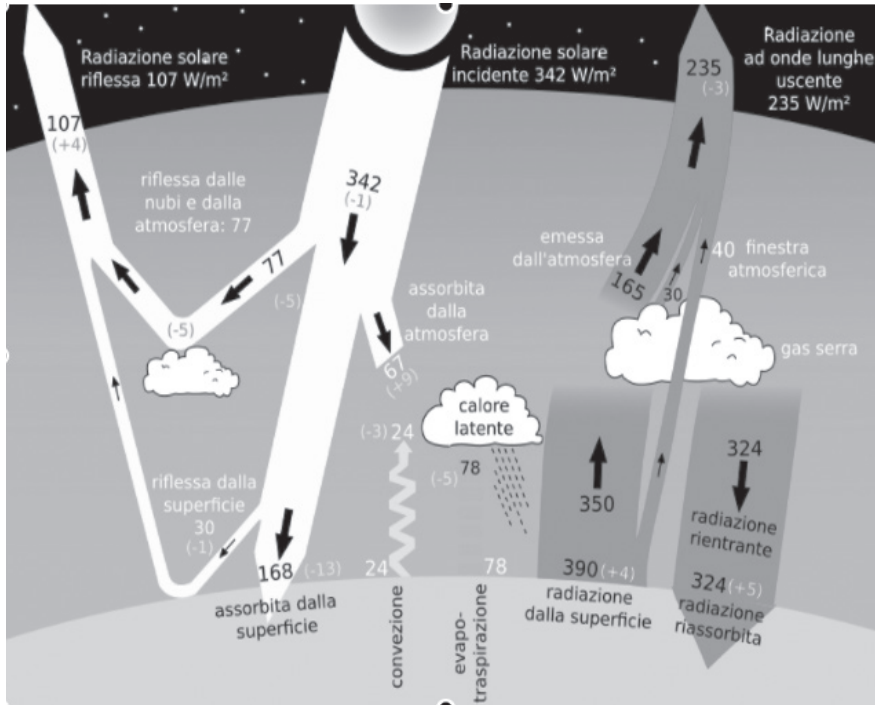 Radiazione solare
riflessa 107 W/m²
Radiazione solare
incidente 342 W/m²
Radiazione
ad onde lunghe
uscente
235 W/m²
107
(+4)
riflessa dalle
nubi e dalla
atmosfera: 77
342
(-1)
77
(-5)
(-5)
assorbita
dalla
atmosfera
67
(+9)
235
(-3)
emessa
dall'atmosfera
165
30
40 finestra
atmosferica
gas serra
calore
latente
(-3) 24
(-5) 78
riflessa dalla
superficie
30
(-1)
350
324
radiazione
rientrante
168 (-13)
assorbita dalla
superficie
24
convezione
78
evapo-
traspirazione
390 (+4)
radiazione
dalla superficie
324 (+5)
radiazione
riassorbita